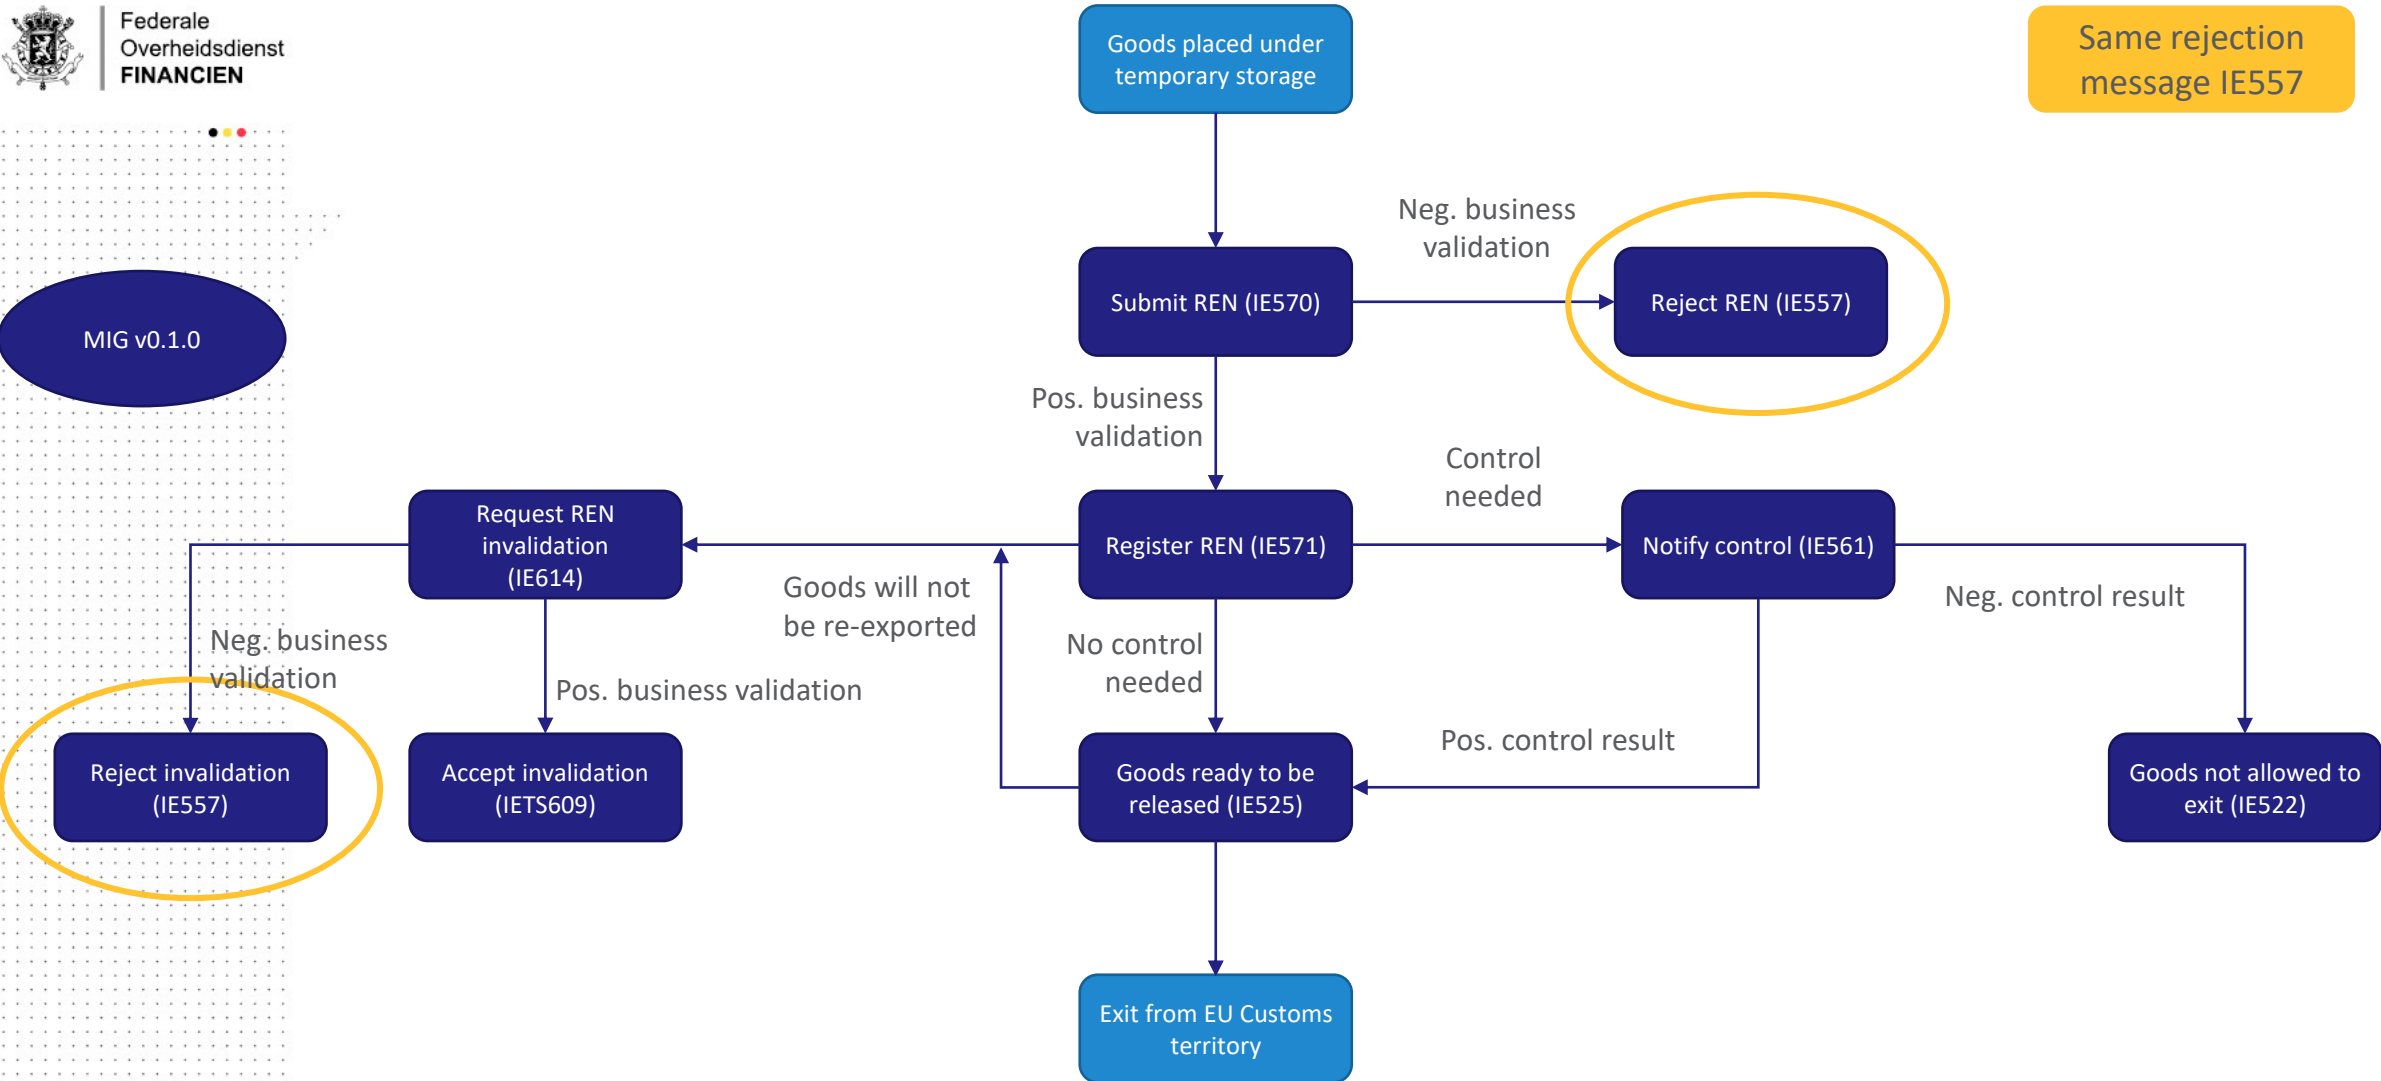 Federale
Overheidsdienst
FINANCIEN
Goods placed under
temporary storage
Same rejection
message IE557
Neg. business
validation
Submit REN (IE570)
Reject REN (IE557)
MIG v0.1.0
Pos. business
validation
Control
needed
Request REN
invalidation
(IE614)
Register REN (IE571)
Notify control (IE561)
Goods will not
be re-exported
Neg. control result
Neg. business
validation
No control
needed
Pos. business validation
Pos. control result
Reject invalidation
(IE557)
Accept invalidation
(IETS609)
Goods ready to be
released (IE525)
Goods not allowed to
exit (IE522)
Exit from EU Customs
territory